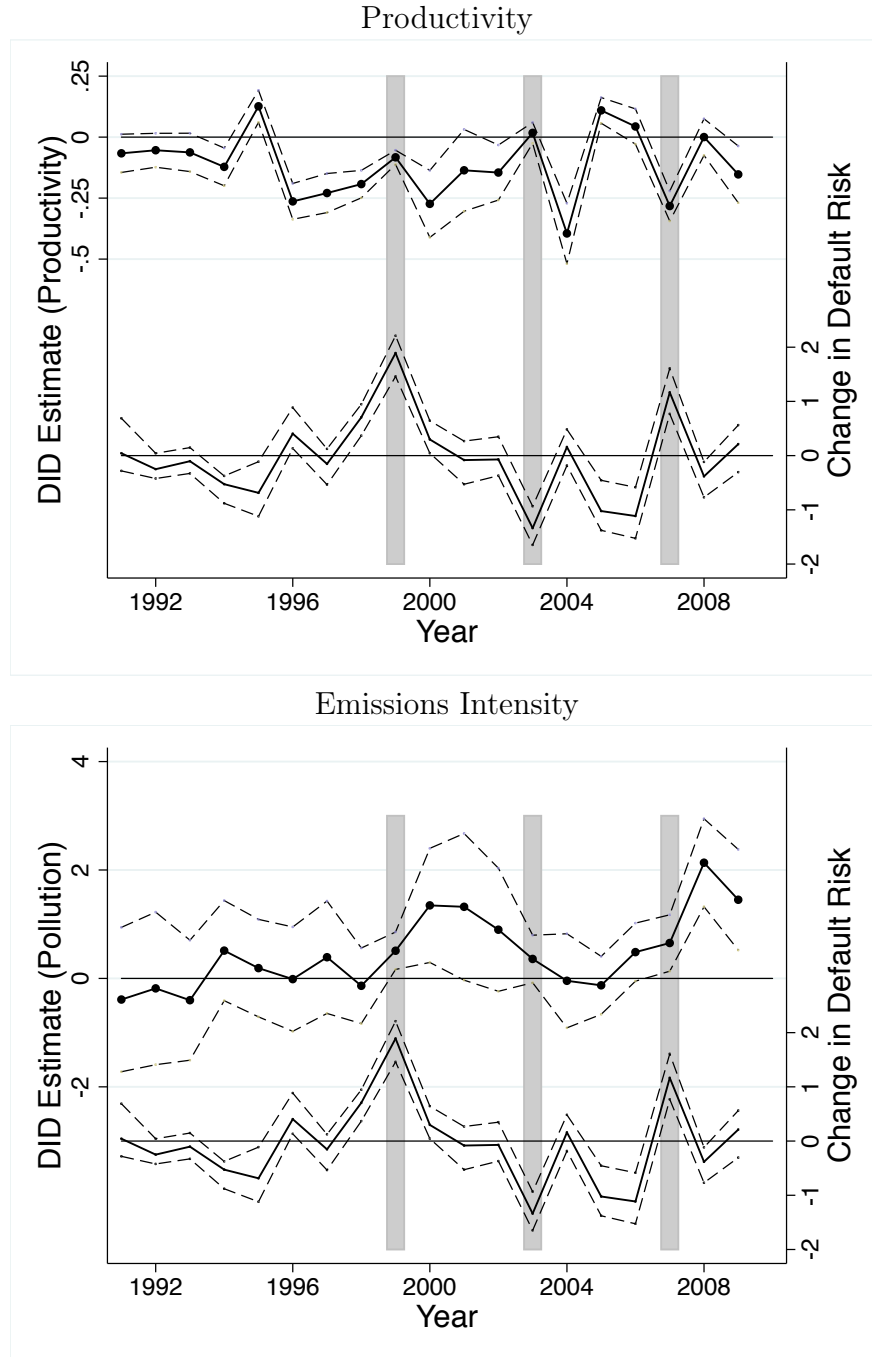 Productivity
.25
0
-.25
-.5
DID Estimate (Productivity)
2
1
0
-1
-2
Change in Default Risk
1992 1996 2000 2004 2008
Year
Emissions Intensity
4
2
0
-2
DID Estimate (Pollution)
2
1
0
-1
-2
Change in Default Risk
1992 1996 2000 2004 2008
Year